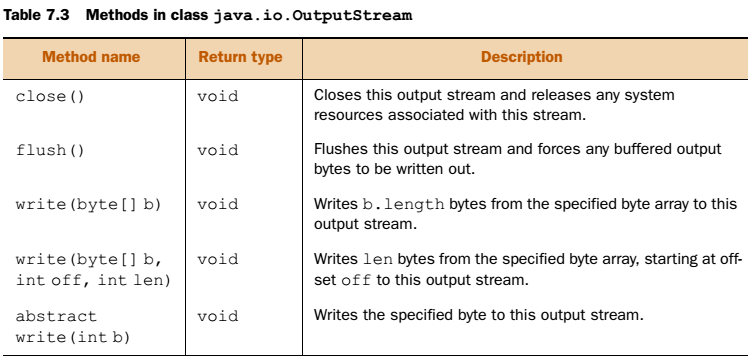 Table 7.3 Methods in class java.io.OutputStream
Method name Return type Description
close() void Closes this output stream and releases any system
resources associated with this stream.
flush() void Flushes this output stream and forces any buffered output
bytes to be written out.
write(byte[] b) void Writes b.length bytes from the specified byte array to this
output stream.
write(byte[] b, void Writes len bytes from the specified byte array, starting at off-
int off, int len) set off to this output stream.
abstract void Writes the specified byte to this output stream.
write(int b)